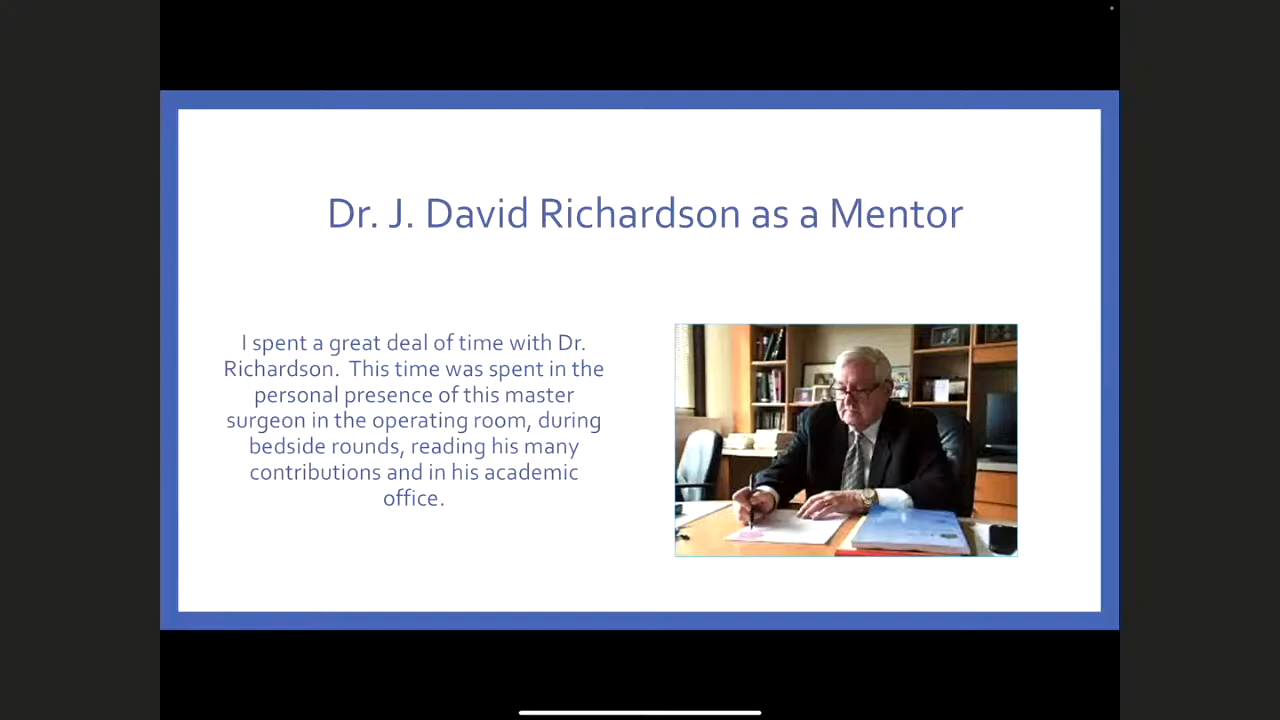 Dr. J. David Richardson as a Mentor
I spent a great deal of time with Dr.
Richardson. This time was spent in the
personal presence of this master
surgeon in the operating room, during
bedside rounds, reading his many
contributions and in his academic
office.